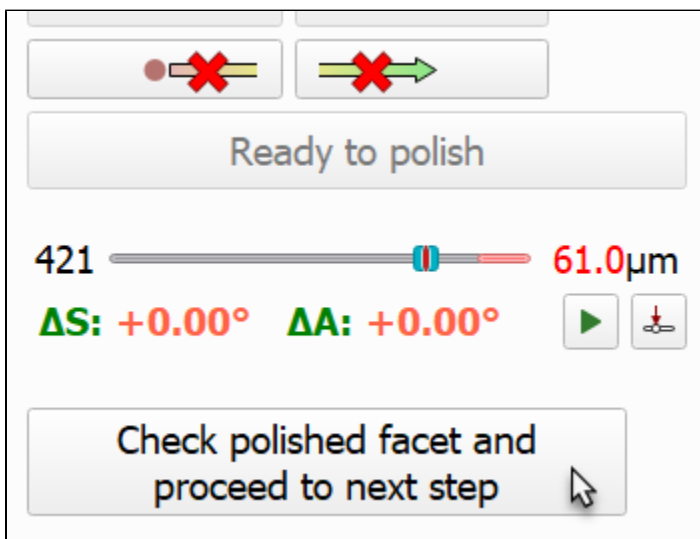 Ready to polish
421 61.0µm
ΔS: +0.00° ΔA: +0.00°
Check polished facet and
proceed to next step